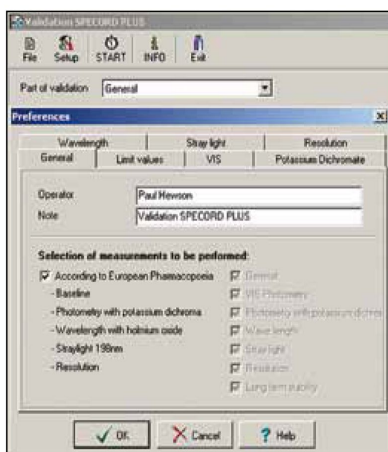 Validation SPECORD PLUS
File Setup START INFO Exit
Part of validation General
Preferences
Wavelength Stray light Resolution
General Limit values VIS Potassium Dichromate
Operator Paul Hewson
Note Validation SPECORD PLUS
Selection of measurements to be performed:
According to European Pharmacopoeia General
- Baseline VIS Photometry
- Photometry with potassium dichroma Photometry with potassium dichro
- Wavelength with holmium oxide Wave length
- Straylight 198nm Stray light
- Resolution Resolution
Long term stability
OK Cancel ? Help